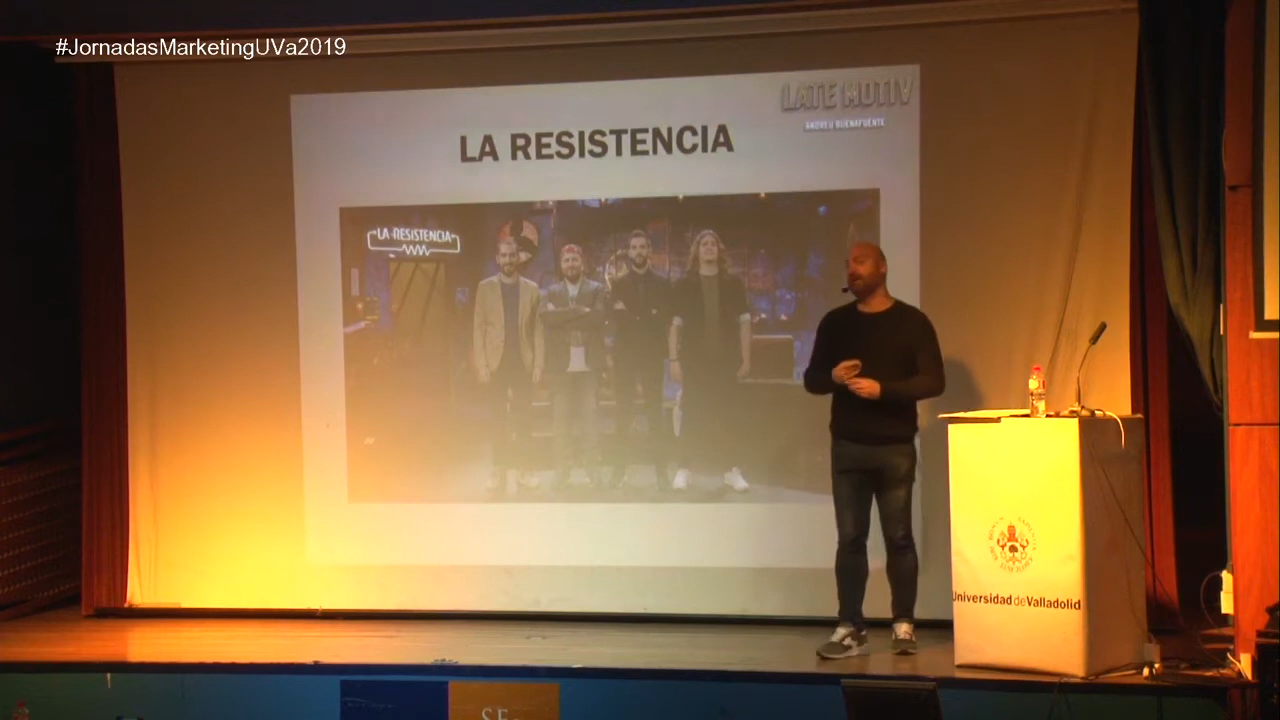 #JornadasMarketingUVa2019
LATE MOTIV
ANDREU BUENAFUENTE
LA RESISTENCIA
LA RESISTENCIA
Universidad de Valladolid